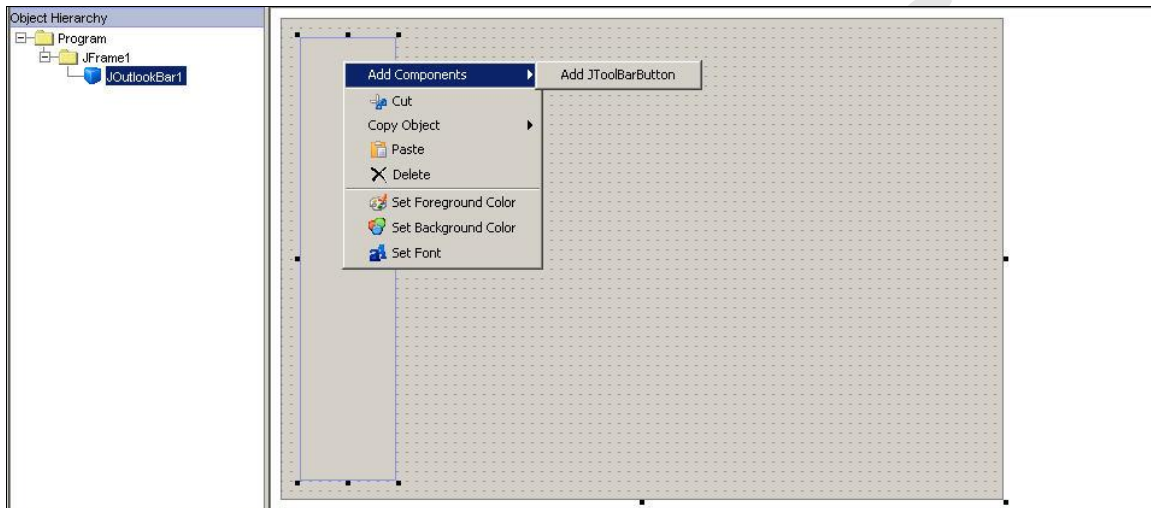 Object Hierarchy
Program
JFrame1
JOutlookBar1
Add Components
Add JToolBarButton
Cut
Copy Object
Paste
Delete
Set Foreground Color
Set Background Color
Set Font